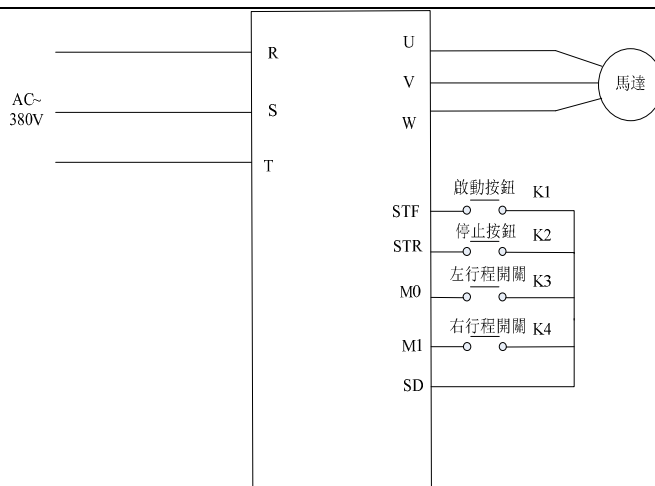 R
S
T
AC~
380V
U
V
W
馬達
STF
啟動按鈕 K1
STR
停止按鈕 K2
M0
左行程開關 K3
M1
右行程開關 K4
SD